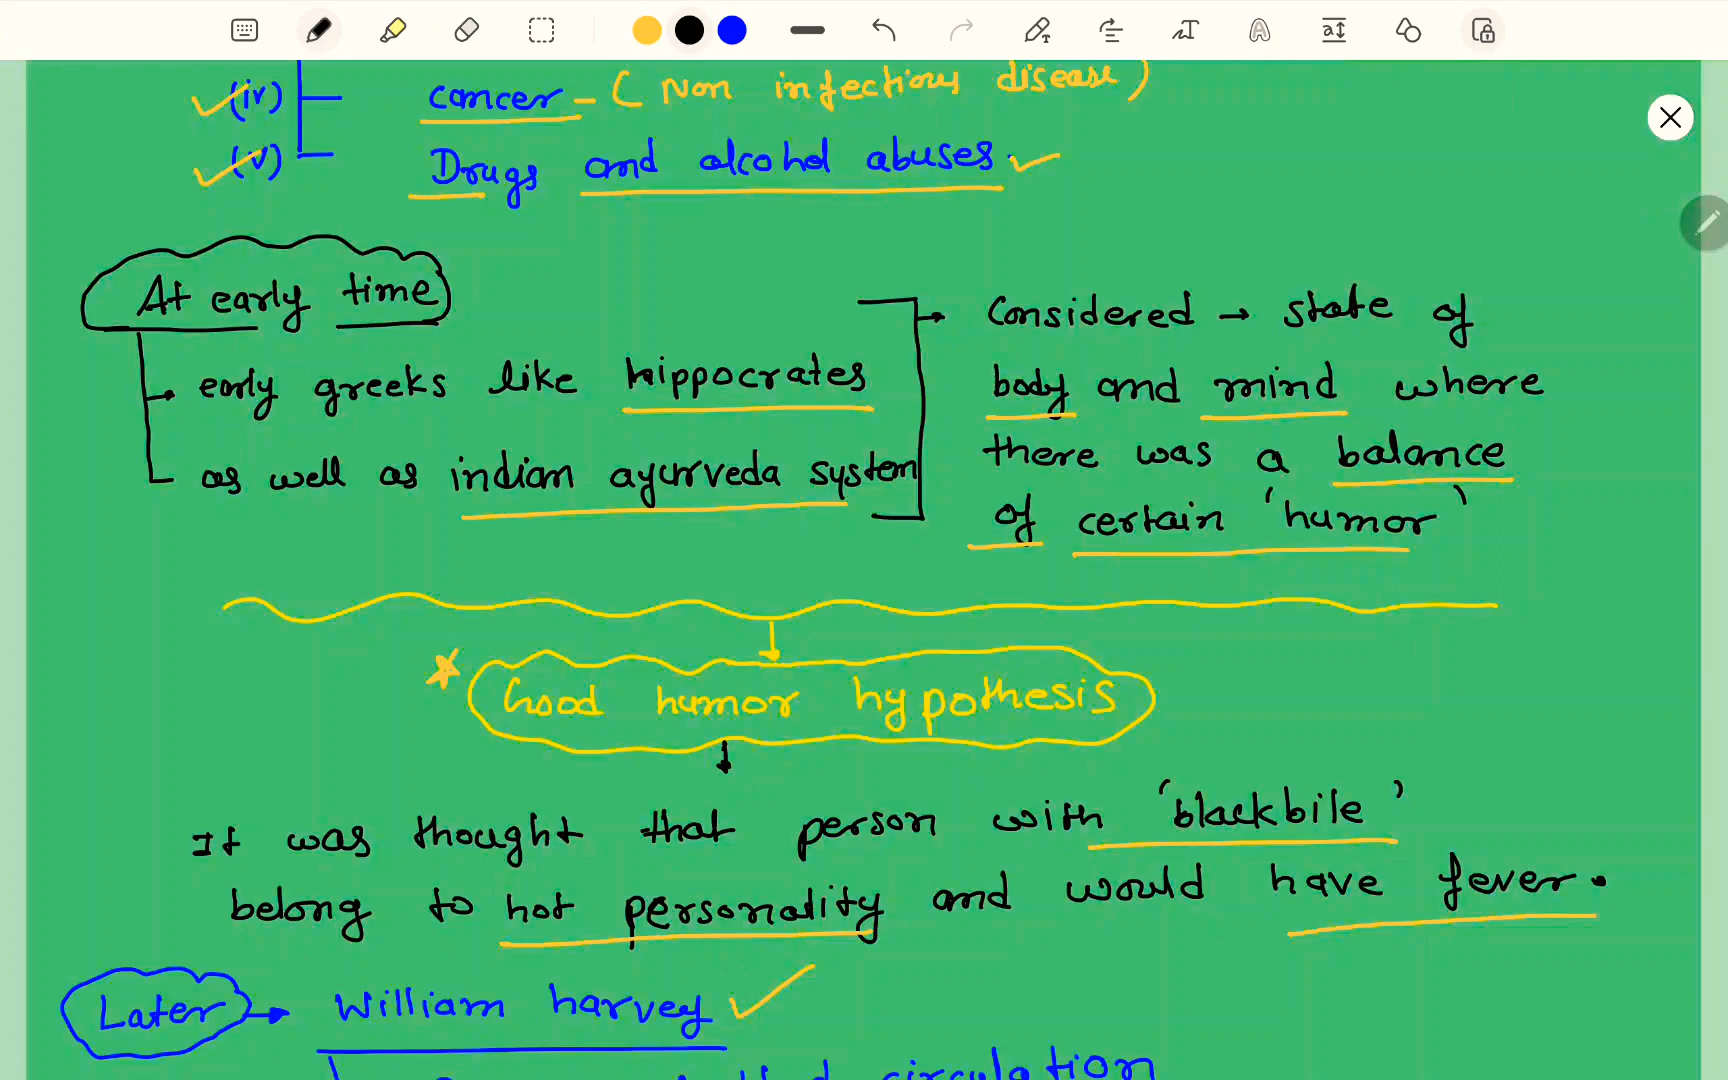 (iv) cancer - ( Non infectious disease )
(v) Drugs and alcohol abuses.
At early time
early greeks like hippocrates
as well as indian ayurveda system
Considered → state of
body and mind where
there was a balance
of certain 'humor'
Good humor hypothesis
It was thought that person with 'blackbile'
belong to hot personality and would have fever.
Later → William harvey
circulation